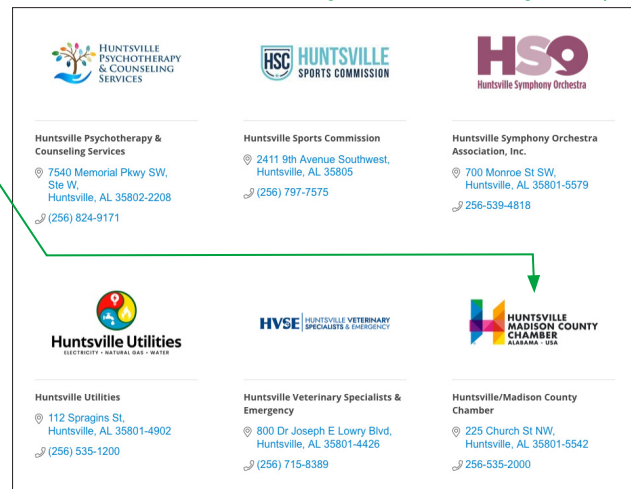 HUNTSVILLE
PSYCHOTHERAPY
& COUNSELING
SERVICES
HSC
HUNTSVILLE
SPORTS COMMISSION
HSO
Huntsville Symphony Orchestra
Huntsville Psychotherapy &
Counseling Services
7540 Memorial Pkwy SW,
Ste W,
Huntsville, AL 35802-2208
(256) 824-9171
Huntsville Sports Commission
2411 9th Avenue Southwest,
Huntsville, AL 35805
(256) 797-7575
Huntsville Symphony Orchestra
Association, Inc.
700 Monroe St SW,
Huntsville, AL 35801-5579
256-539-4818
Huntsville Utilities
ELECTRICITY • NATURAL GAS • WATER
HVSE
HUNTSVILLE VETERINARY
SPECIALISTS & EMERGENCY
HUNTSVILLE
MADISON COUNTY
CHAMBER
ALABAMA • USA
Huntsville Utilities
112 Spragins St,
Huntsville, AL 35801-4902
(256) 535-1200
Huntsville Veterinary Specialists &
Emergency
800 Dr Joseph E Lowry Blvd,
Huntsville, AL 35801-4426
(256) 715-8389
Huntsville/Madison County
Chamber
225 Church St NW,
Huntsville, AL 35801-5542
256-535-2000